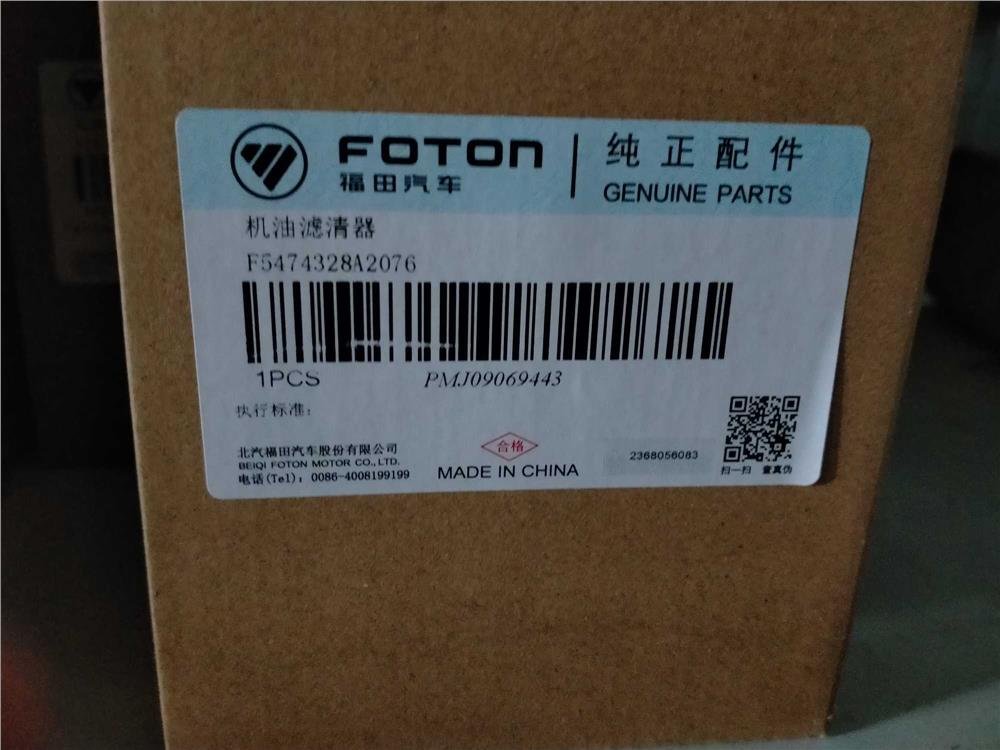 FOTON
福田汽车
纯正配件
GENUINE PARTS
机油滤清器
F5474328A2076
1PCS
PMJ09069443
执行标准:
北汽福田汽车股份有限公司
BEIQI FOTON MOTOR CO.,LTD.
电话(Tel): 0086-4008199199
合格
MADE IN CHINA
2368056083
扫一扫 查真伪